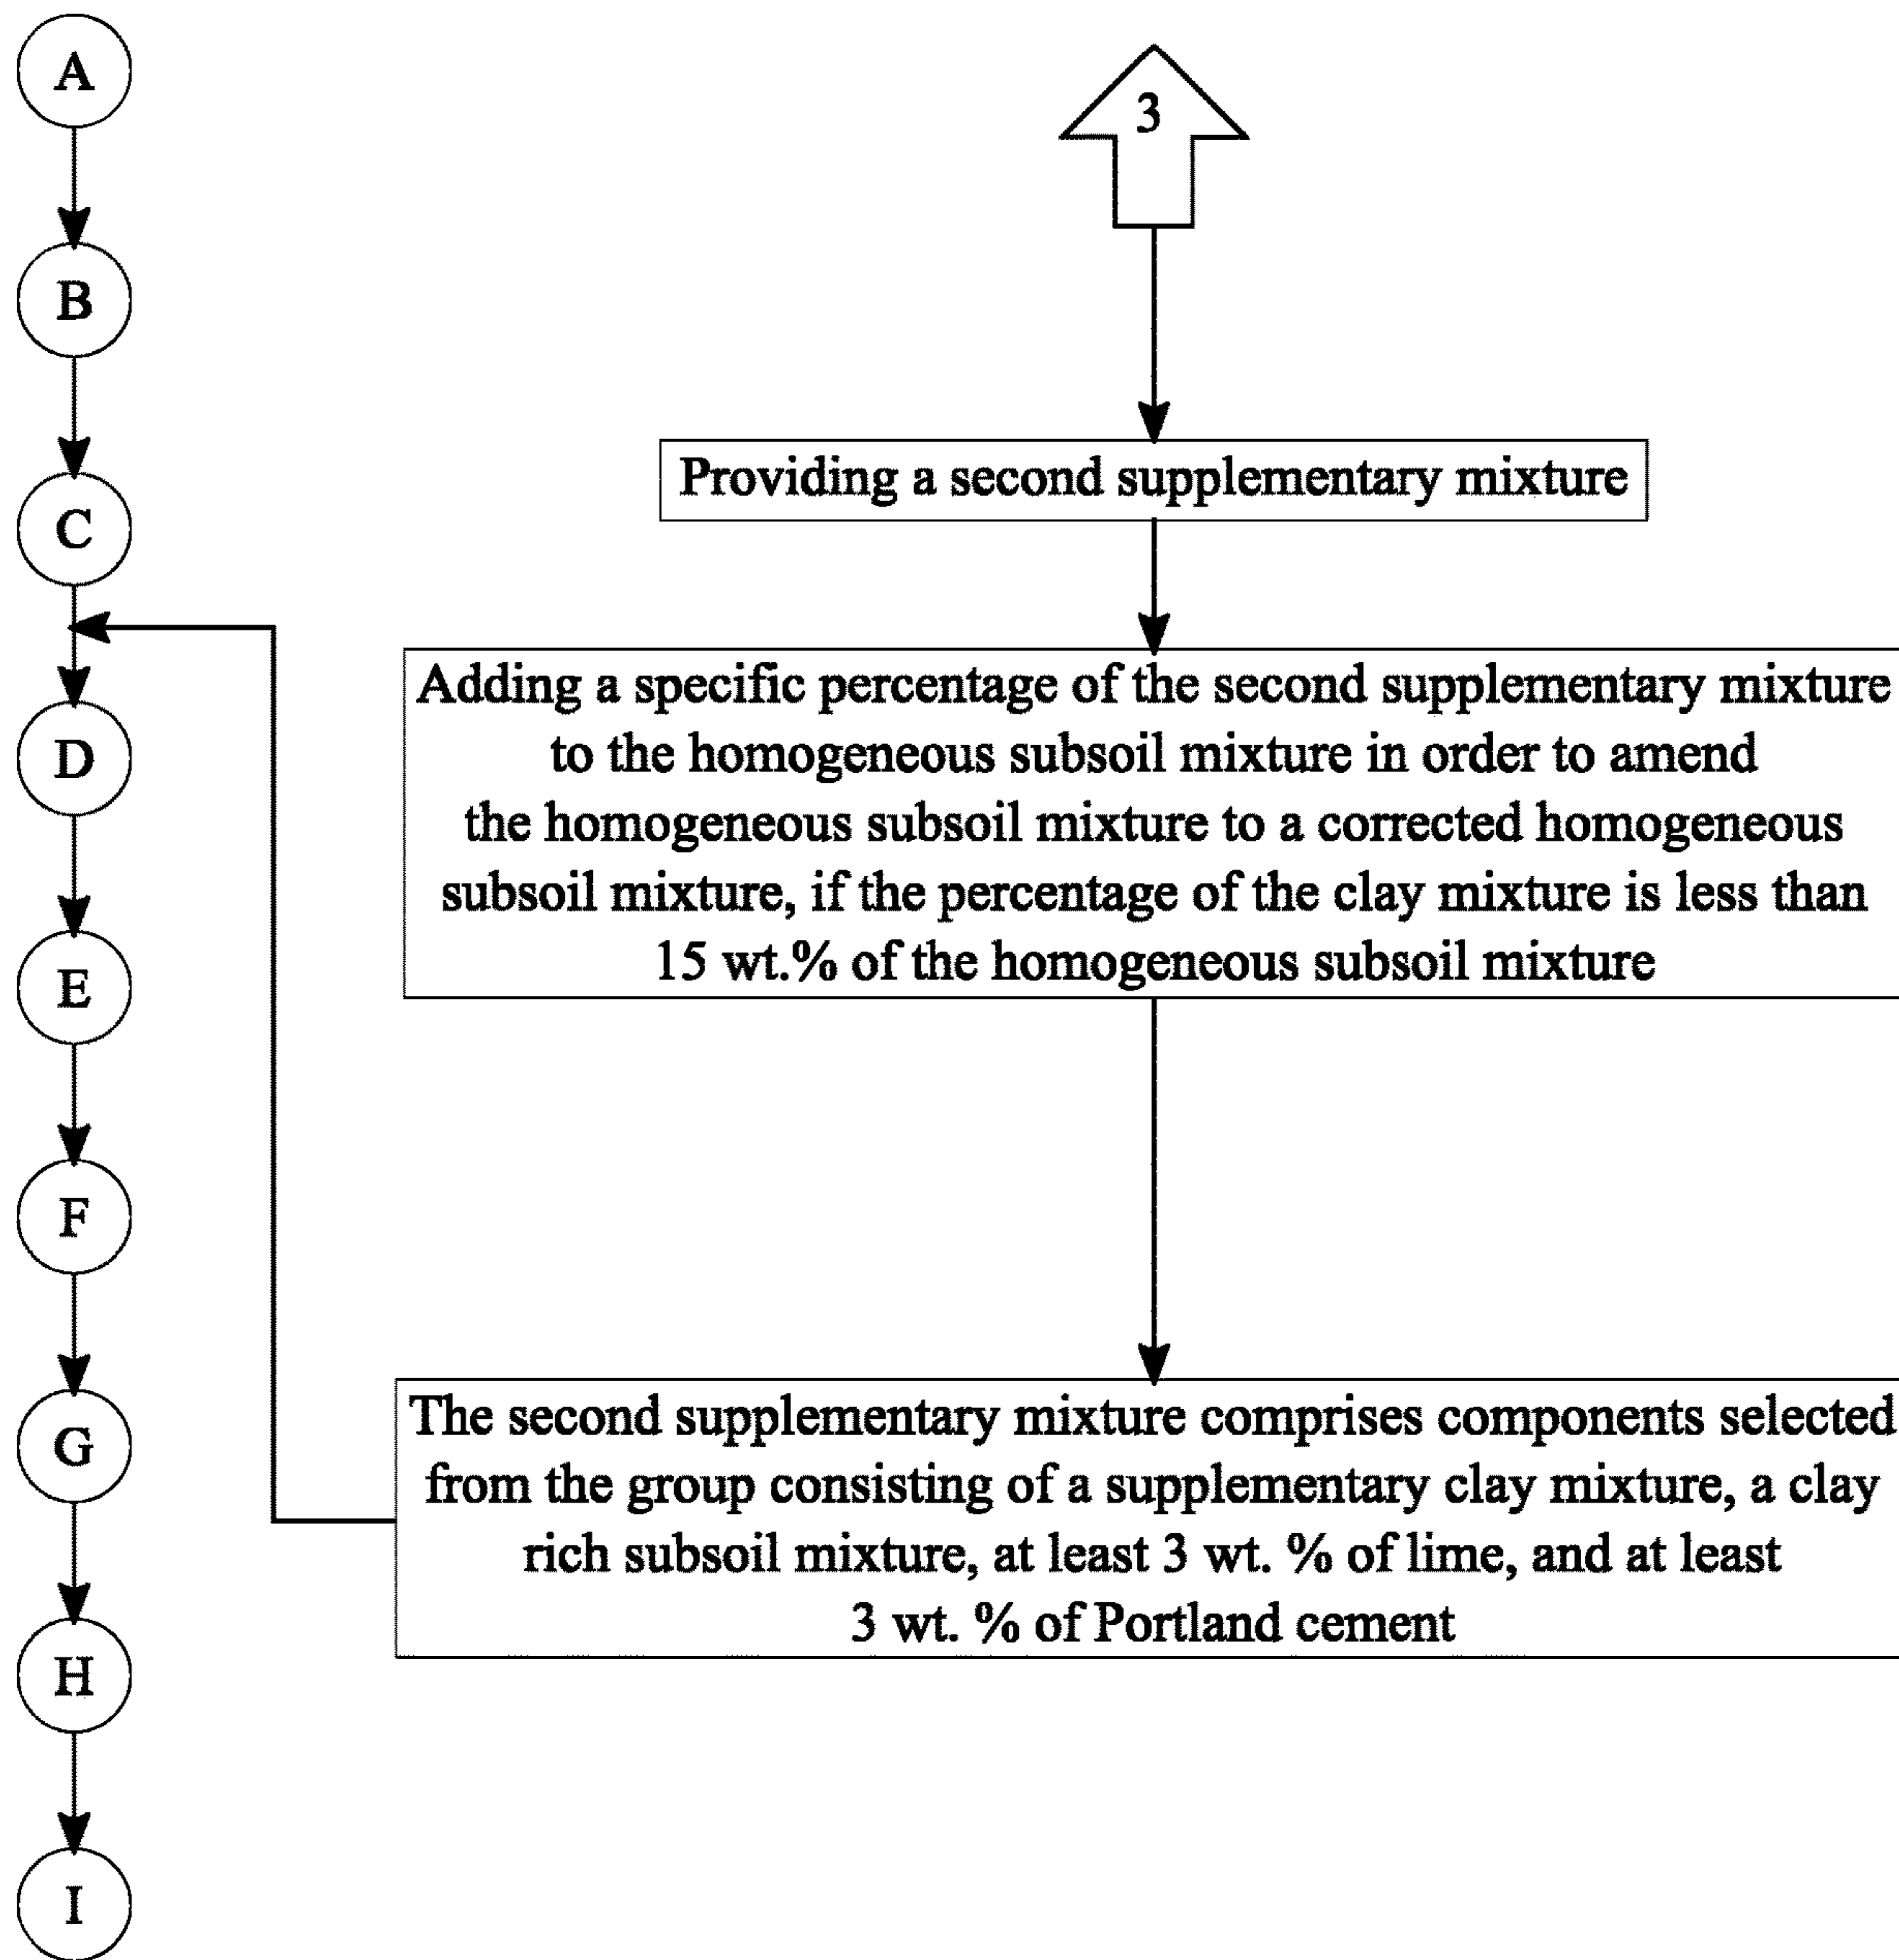 A
B
C
D
E
F
G
H
I
3
Providing a second supplementary mixture
Adding a specific percentage of the second supplementary mixture
to the homogeneous subsoil mixture in order to amend
the homogeneous subsoil mixture to a corrected homogeneous
subsoil mixture, if the percentage of the clay mixture is less than
15 wt.% of the homogeneous subsoil mixture
The second supplementary mixture comprises components selected
from the group consisting of a supplementary clay mixture, a clay
rich subsoil mixture, at least 3 wt. % of lime, and at least
3 wt. % of Portland cement